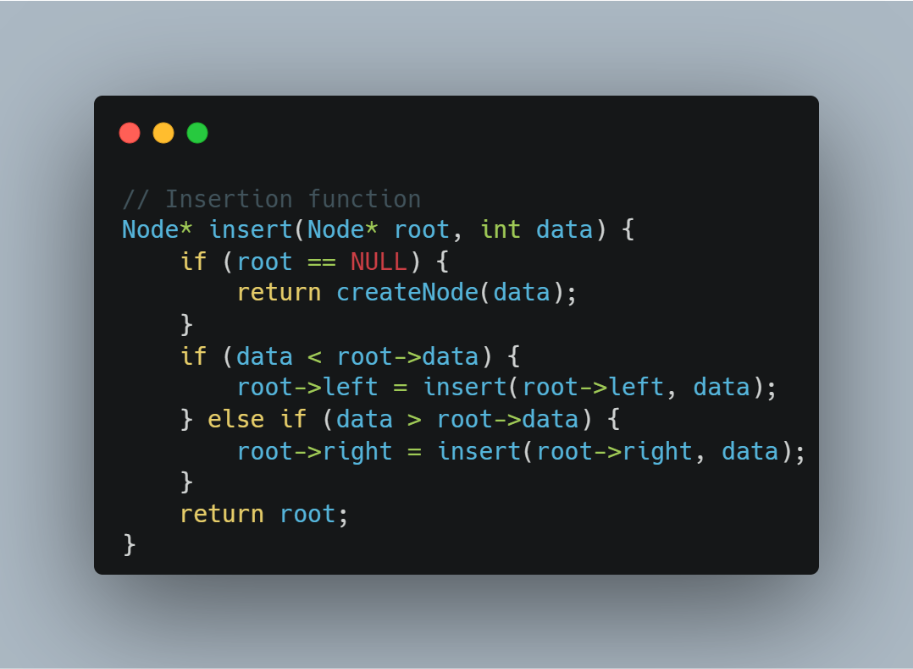 // Insertion function
Node* insert(Node* root, int data) {
    if (root == NULL) {
        return createNode(data);
    }
    if (data < root->data) {
        root->left = insert(root->left, data);
    } else if (data > root->data) {
        root->right = insert(root->right, data);
    }
    return root;
}